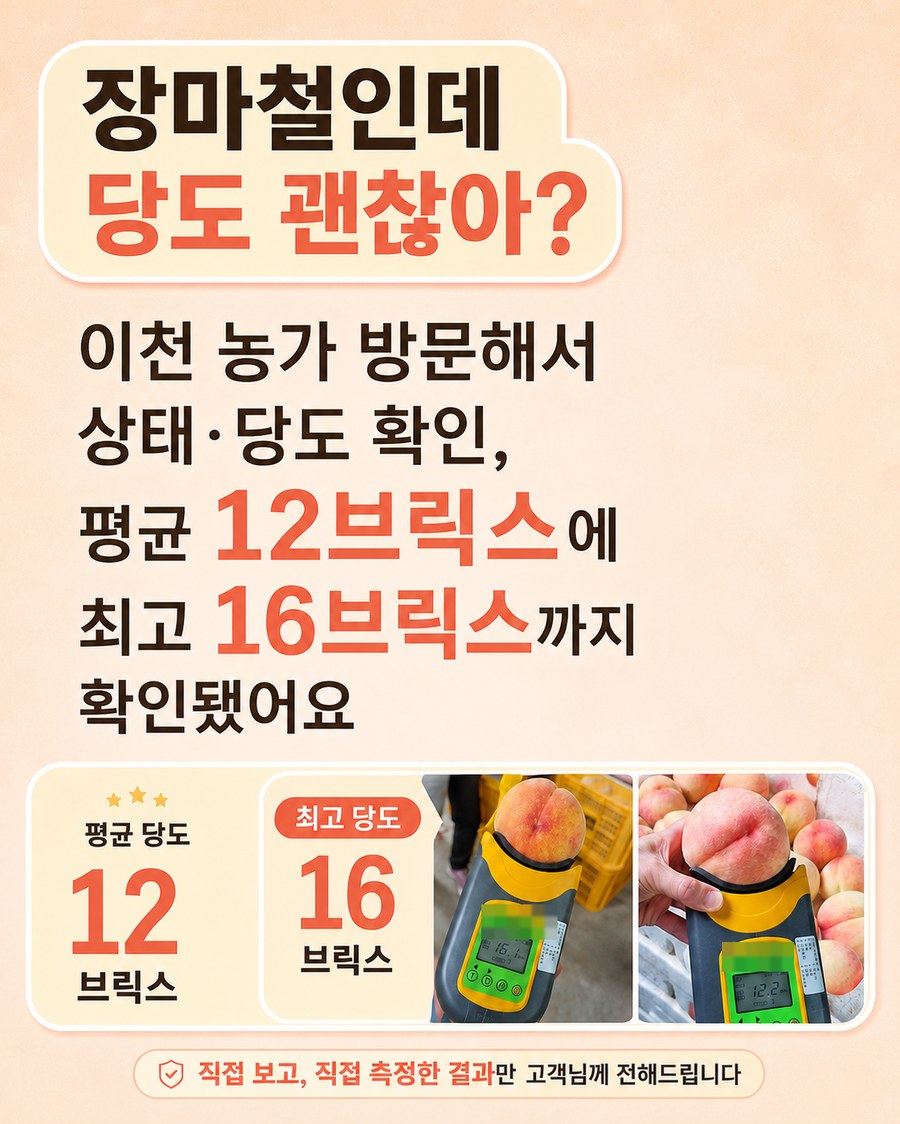 장마철인데
당도 괜찮아?
이천 농가 방문해서
상태·당도 확인,
평균 12브릭스에
최고 16브릭스까지
확인됐어요
평균 당도
12
브릭스
최고 당도
16
브릭스
16.1
12.2
직접 보고, 직접 측정한 결과만 고객님께 전해드립니다